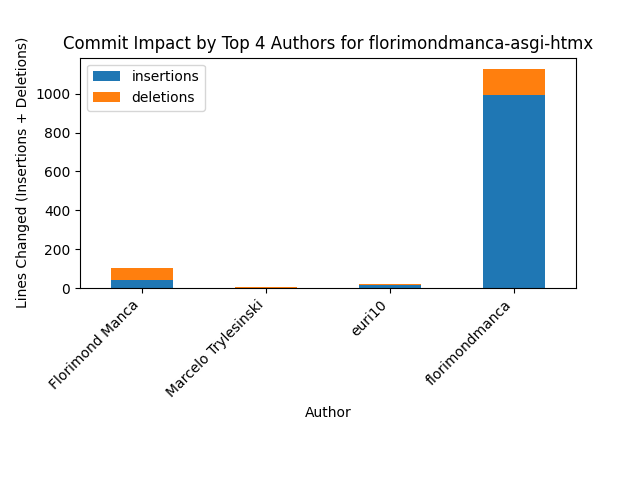 Commit Impact by Top 4 Authors for florimondmanca-asgi-htmx
Lines Changed (Insertions + Deletions)
insertions
deletions
1000
800
600
400
200
0
Florimond Manca
Marcelo Trylesinski
euri10
florimondmanca
Author